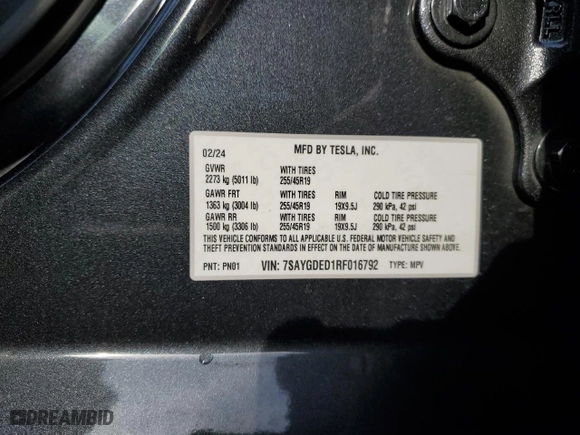 02/24 MFD BY TESLA, INC.
GVWR WITH TIRES
2273 kg (5011 lb) 255/45R19
GAWR FRT WITH TIRES RIM COLD TIRE PRESSURE
1363 kg (3004 lb) 255/45R19 19X9.5J 290 kPa, 42 psi
GAWR RR WITH TIRES RIM COLD TIRE PRESSURE
1500 kg (3306 lb) 255/45R19 19X9.5J 290 kPa, 42 psi
THIS VEHICLE CONFORMS TO ALL APPLICABLE U.S. FEDERAL MOTOR VEHICLE SAFETY AND
THEFT PREVENTION STANDARDS IN EFFECT ON THE DATE OF MANUFACTURE SHOWN ABOVE.
PNT: PN01 VIN: 7SAYGDED1RF016792 TYPE: MPV
DREAMBID